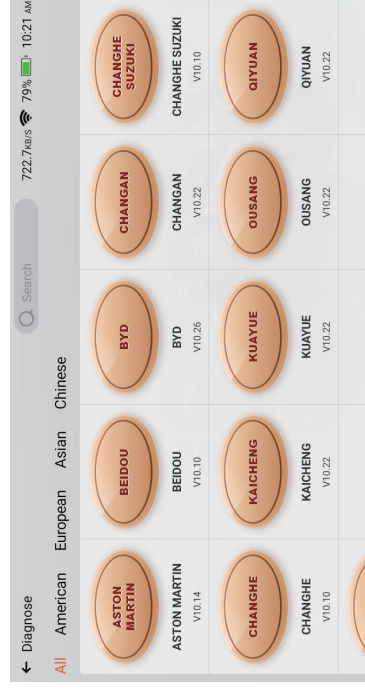 ← Diagnose
Search
722.7KB/S 79% 10:21 AM
All American European Asian Chinese
ASTON
MARTIN
BEIDOU
BYD
CHANGAN
CHANGHE
SUZUKI
ASTON MARTIN
BEIDOU
BYD
CHANGAN
CHANGHE SUZUKI
V10.14
V10.10
V10.26
V10.22
V10.10
CHANGHE
KAICHENG
KUAYUE
OUSANG
QIYUAN
CHANGHE
KAICHENG
KUAYUE
OUSANG
QIYUAN
V10.10
V10.22
V10.22
V10.22
V10.22